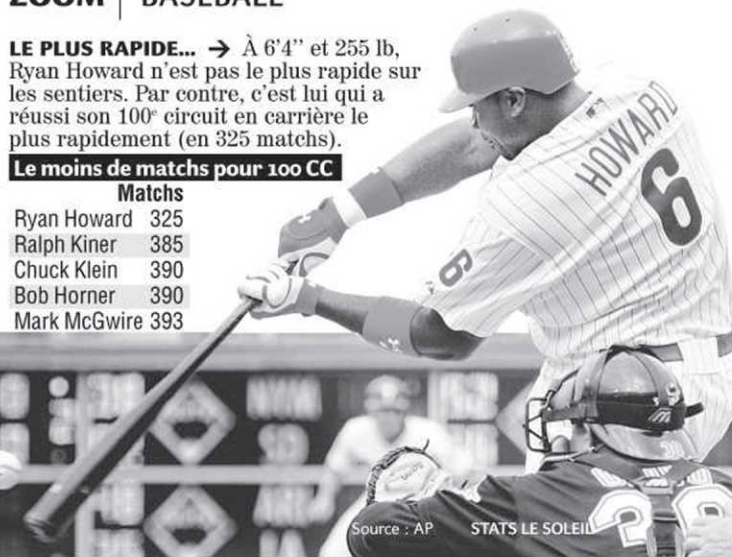 ZOOM | BASEBALL
LE PLUS RAPIDE... → À 6'4'' et 255 lb,
Ryan Howard n'est pas le plus rapide sur
les sentiers. Par contre, c'est lui qui a
réussi son 100e circuit en carrière le
plus rapidement (en 325 matchs).
Le moins de matchs pour 100 CC
Matchs
Ryan Howard 325
Ralph Kiner 385
Chuck Klein 390
Bob Horner 390
Mark McGwire 393
HOWARD
6
6
Source : AP STATS LE SOLEIL